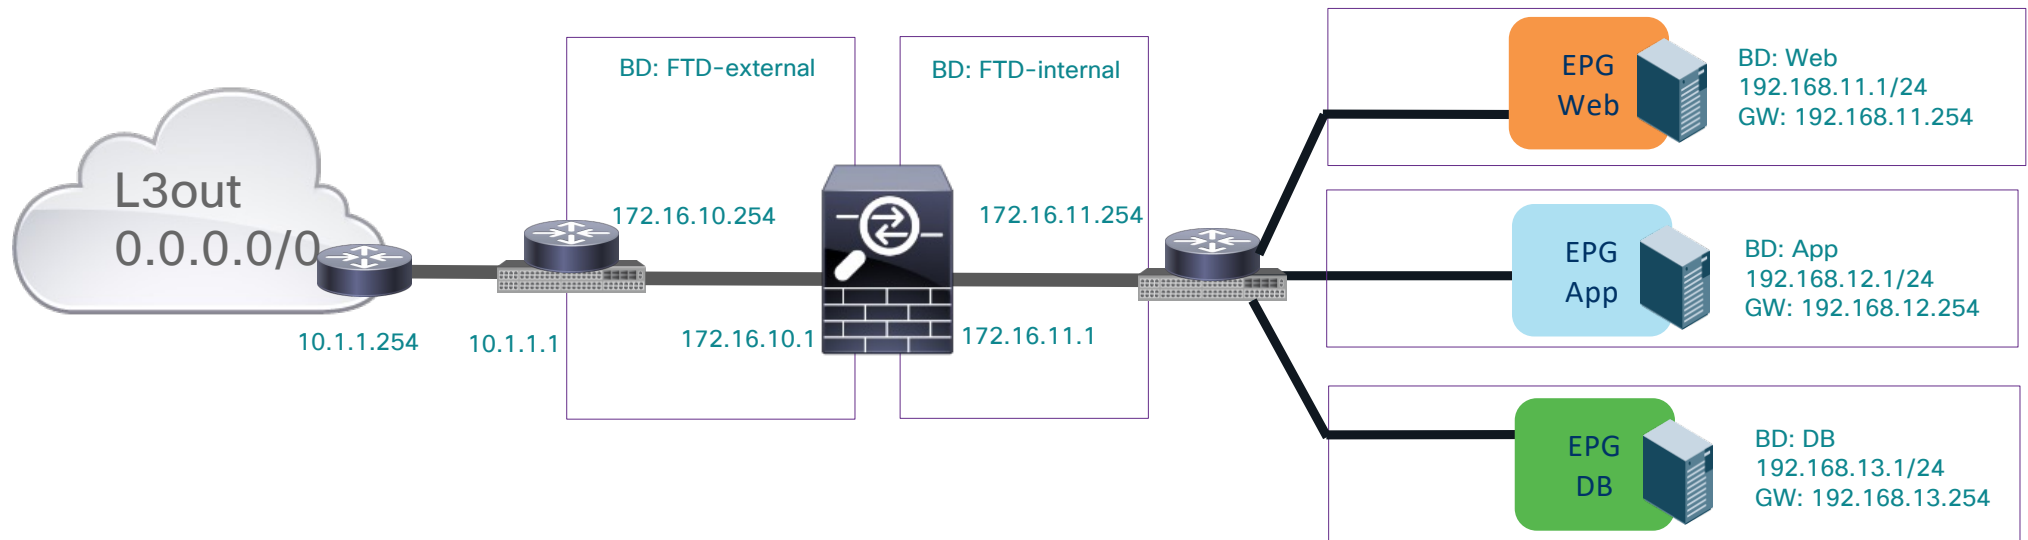 L3out
0.0.0.0/0
10.1.1.254
10.1.1.1
BD: FTD-external
172.16.10.254
172.16.10.1
BD: FTD-internal
172.16.11.254
172.16.11.1
EPG
Web
BD: Web
192.168.11.1/24
GW: 192.168.11.254
EPG
App
BD: App
192.168.12.1/24
GW: 192.168.12.254
EPG
DB
BD: DB
192.168.13.1/24
GW: 192.168.13.254